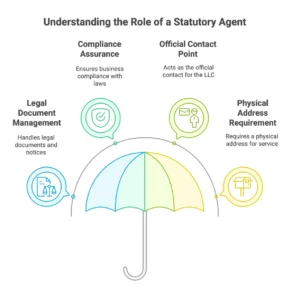 Understanding the Role of a Statutory Agent
Compliance
Assurance
Ensures business
compliance with
laws
Official Contact
Point
Acts as the official
contact for the LLC
Legal
Document
Management
Handles legal
documents and
notices
Physical
Address
Requirement
Requires a physical
address for service